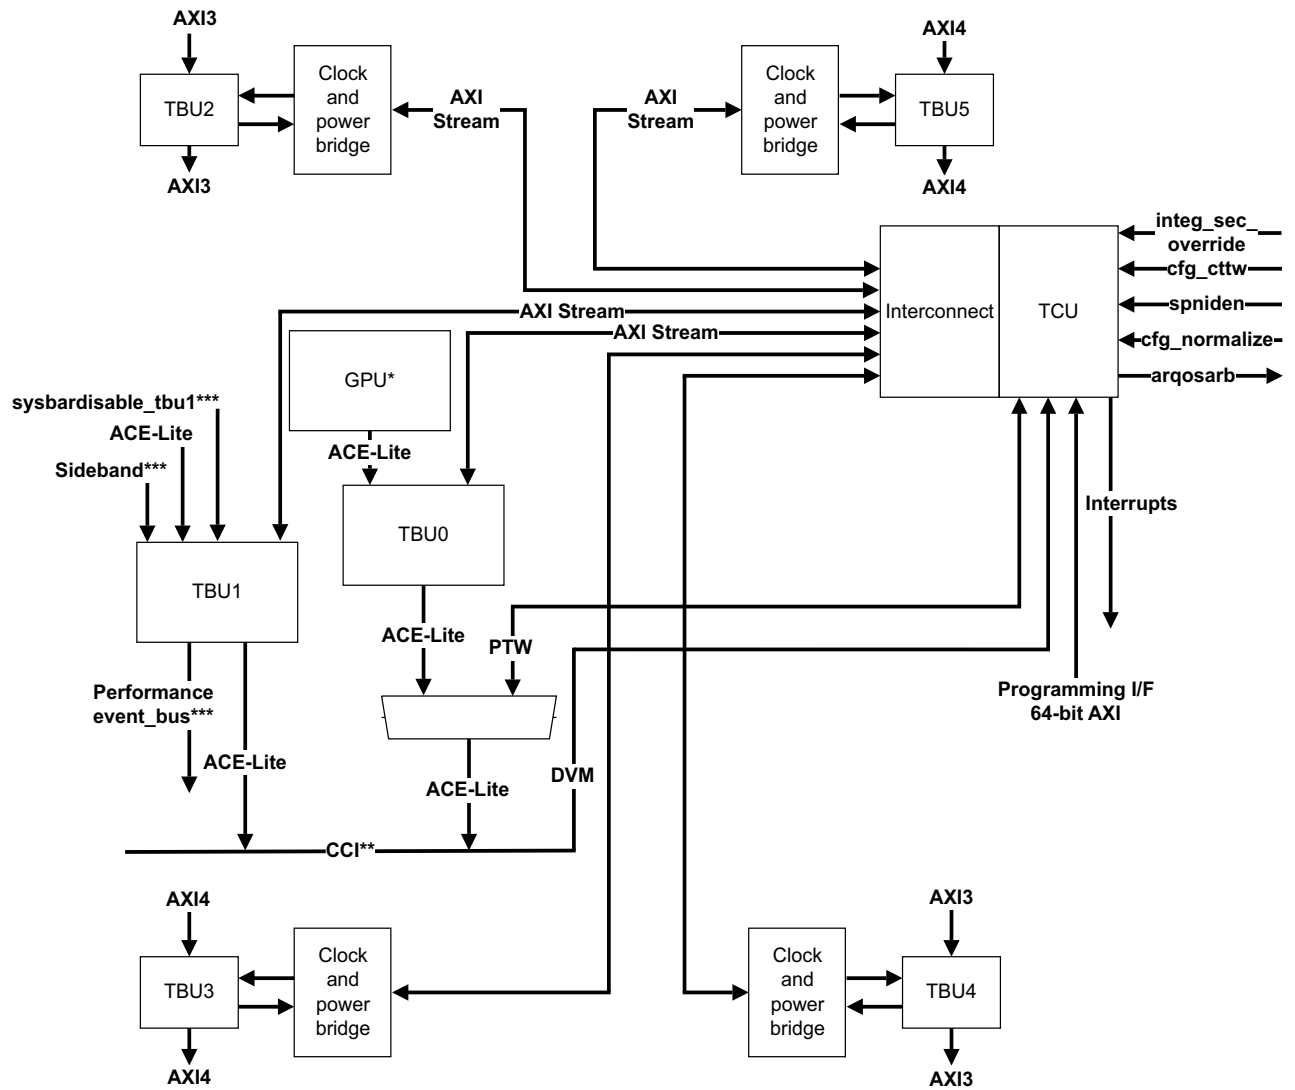 AXI3
TBU2
AXI3
Clock
and
power
bridge
AXI
Stream
AXI
Stream
Clock
and
power
bridge
AXI4
TBU5
AXI4
integ_sec_
override
cfg_cttw
spniden
cfg_normalize
arqosarb
Interconnect
TCU
AXI Stream
AXI Stream
GPU*
sysbardisable_tbu1***
ACE-Lite
Sideband***
ACE-Lite
TBU0
TBU1
Interrupts
ACE-Lite
PTW
Performance
event_bus***
ACE-Lite
Programming I/F
64-bit AXI
DVM
ACE-Lite
CCI**
AXI4
TBU3
AXI4
Clock
and
power
bridge
Clock
and
power
bridge
AXI3
TBU4
AXI3